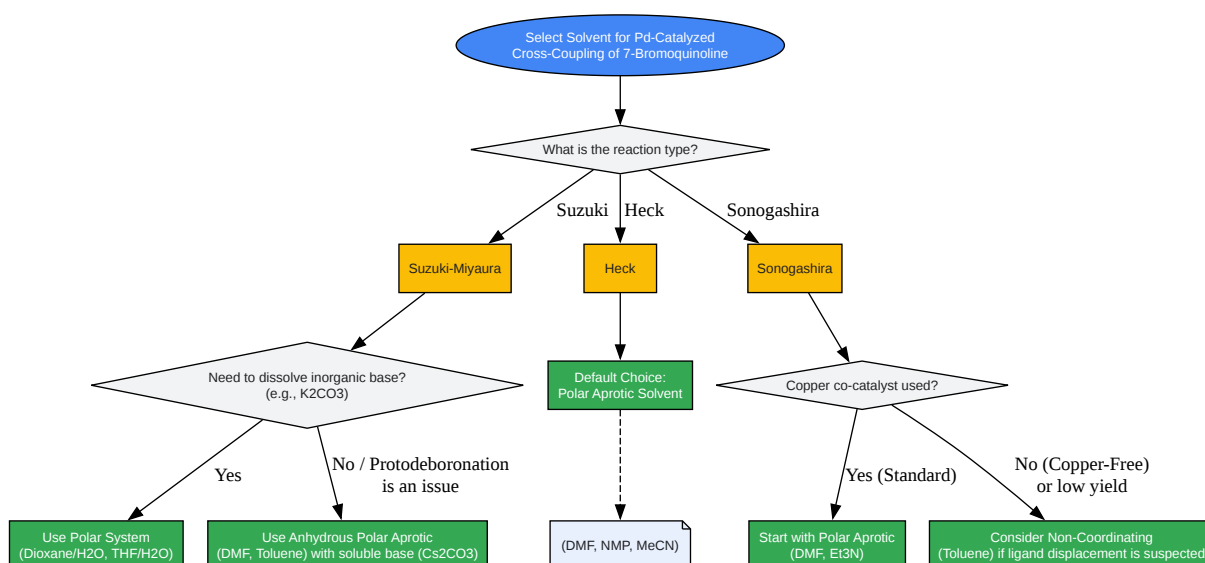 Select Solvent for Pd-Catalyzed
Cross-Coupling of 7-Bromoquinoline
What is the reaction type?
Suzuki
Heck
Sonogashira
Suzuki-Miyaura
Heck
Sonogashira
Need to dissolve inorganic base?
(e.g., K2CO3)
Default Choice:
Polar Aprotic Solvent
Copper co-catalyst used?
Yes
No / Protodeboronation
is an issue
Yes (Standard)
No (Copper-Free)
or low yield
Use Polar System
(Dioxane/H2O, THF/H2O)
Use Anhydrous Polar Aprotic
(DMF, Toluene) with soluble base (Cs2CO3)
(DMF, NMP, MeCN)
Start with Polar Aprotic
(DMF, Et3N)
Consider Non-Coordinating
(Toluene) if ligand displacement is suspected